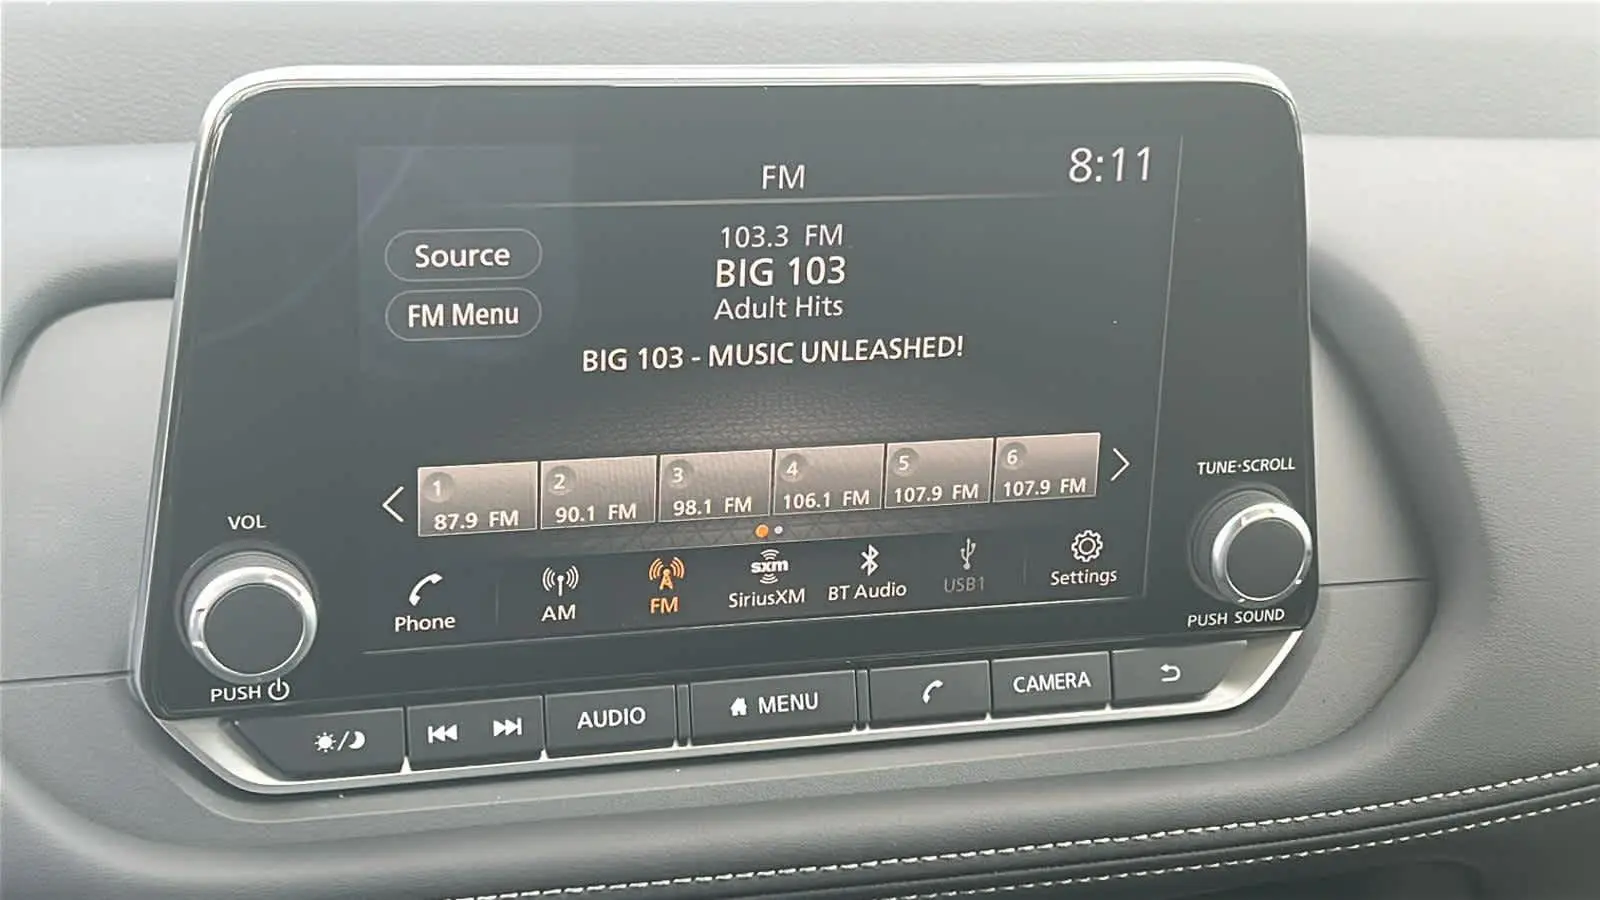 FM
8:11
Source
FM Menu
103.3 FM
BIG 103
Adult Hits
BIG 103 - MUSIC UNLEASHED!
1
87.9 FM
2
90.1 FM
3
98.1 FM
4
106.1 FM
5
107.9 FM
6
107.9 FM
Phone
AM
FM
sxm
SiriusXM
BT Audio
USB1
Settings
VOL
PUSH
TUNE·SCROLL
PUSH SOUND
AUDIO
MENU
CAMERA